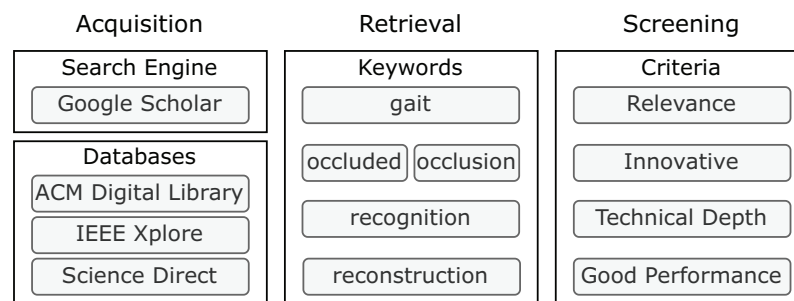 Acquisition
Search Engine
Google Scholar
Databases
ACM Digital Library
IEEE Xplore
Science Direct
Retrieval
Keywords
gait
occluded occlusion
recognition
reconstruction
Screening
Criteria
Relevance
Innovative
Technical Depth
Good Performance